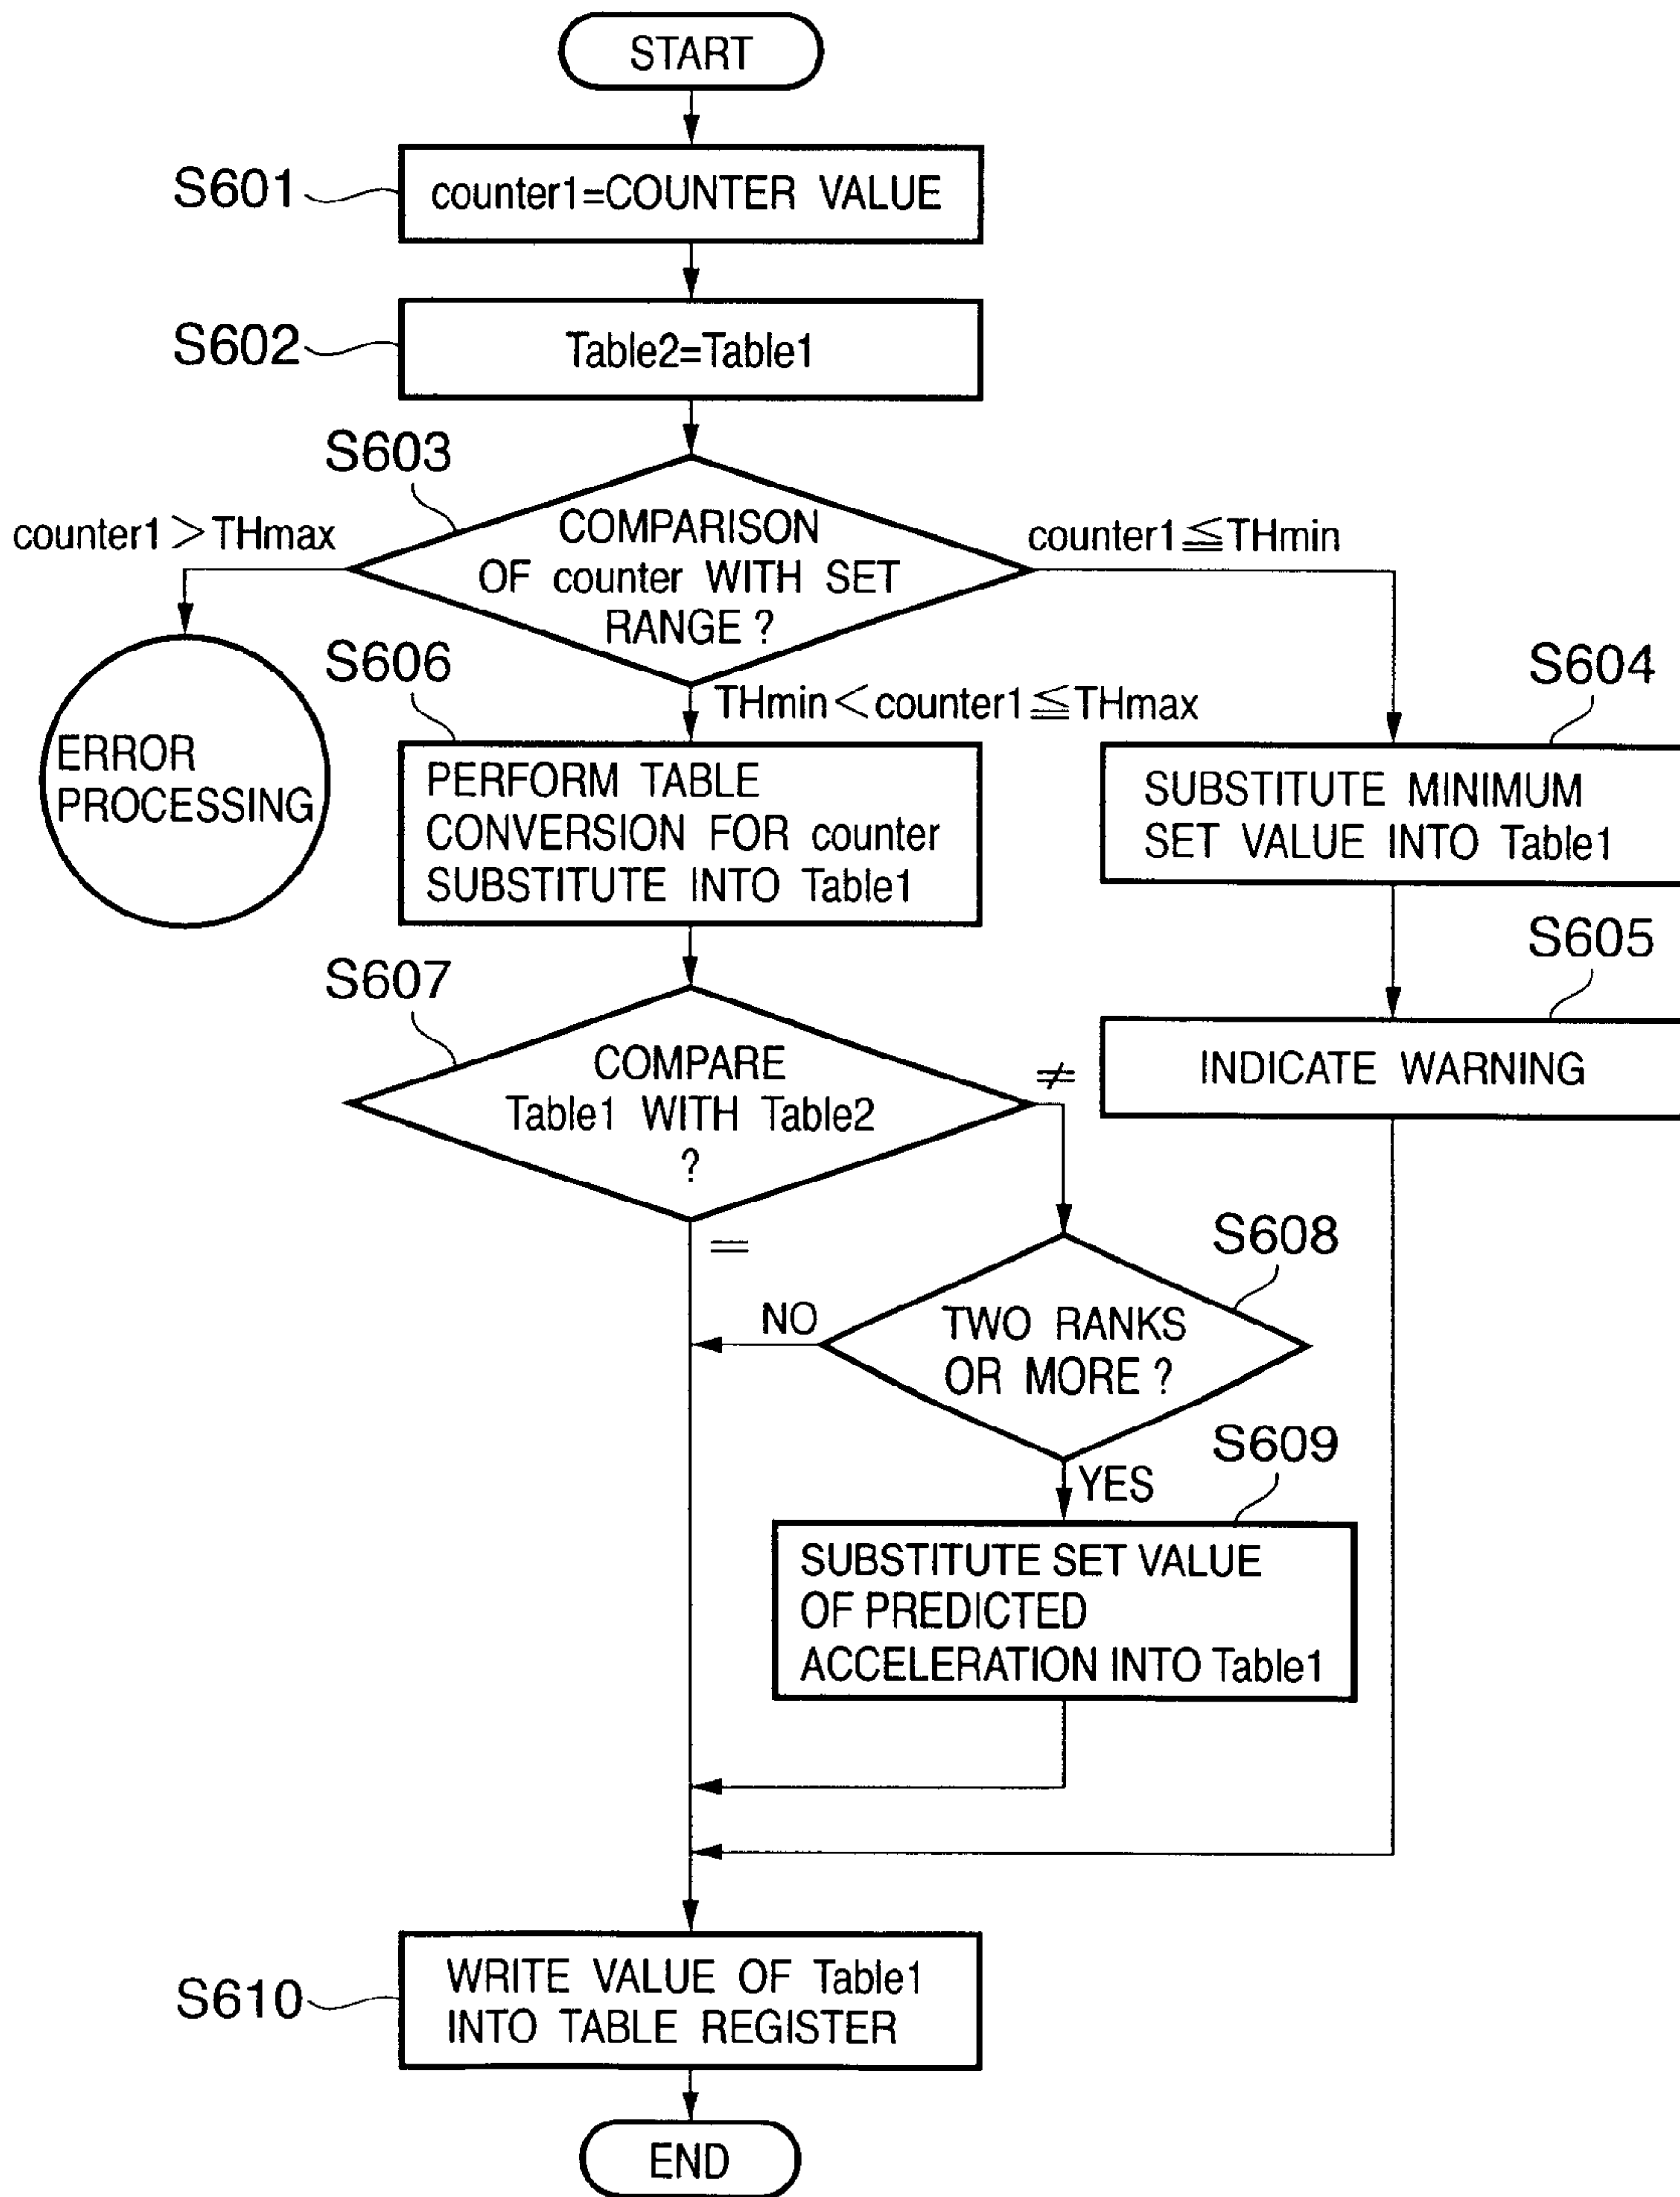 START
S601
counter1=COUNTER VALUE
S602
Table2=Table1
S603
COMPARISON
OF counter WITH SET
RANGE ?
counter1＞THmax
counter1≦THmin
ERROR
PROCESSING
THmin＜counter1≦THmax
S606
PERFORM TABLE
CONVERSION FOR counter
SUBSTITUTE INTO Table1
S604
SUBSTITUTE MINIMUM
SET VALUE INTO Table1
S605
INDICATE WARNING
S607
COMPARE
Table1 WITH Table2
?
≠
=
S608
TWO RANKS
OR MORE ?
NO
YES
S609
SUBSTITUTE SET VALUE
OF PREDICTED
ACCELERATION INTO Table1
S610
WRITE VALUE OF Table1
INTO TABLE REGISTER
END